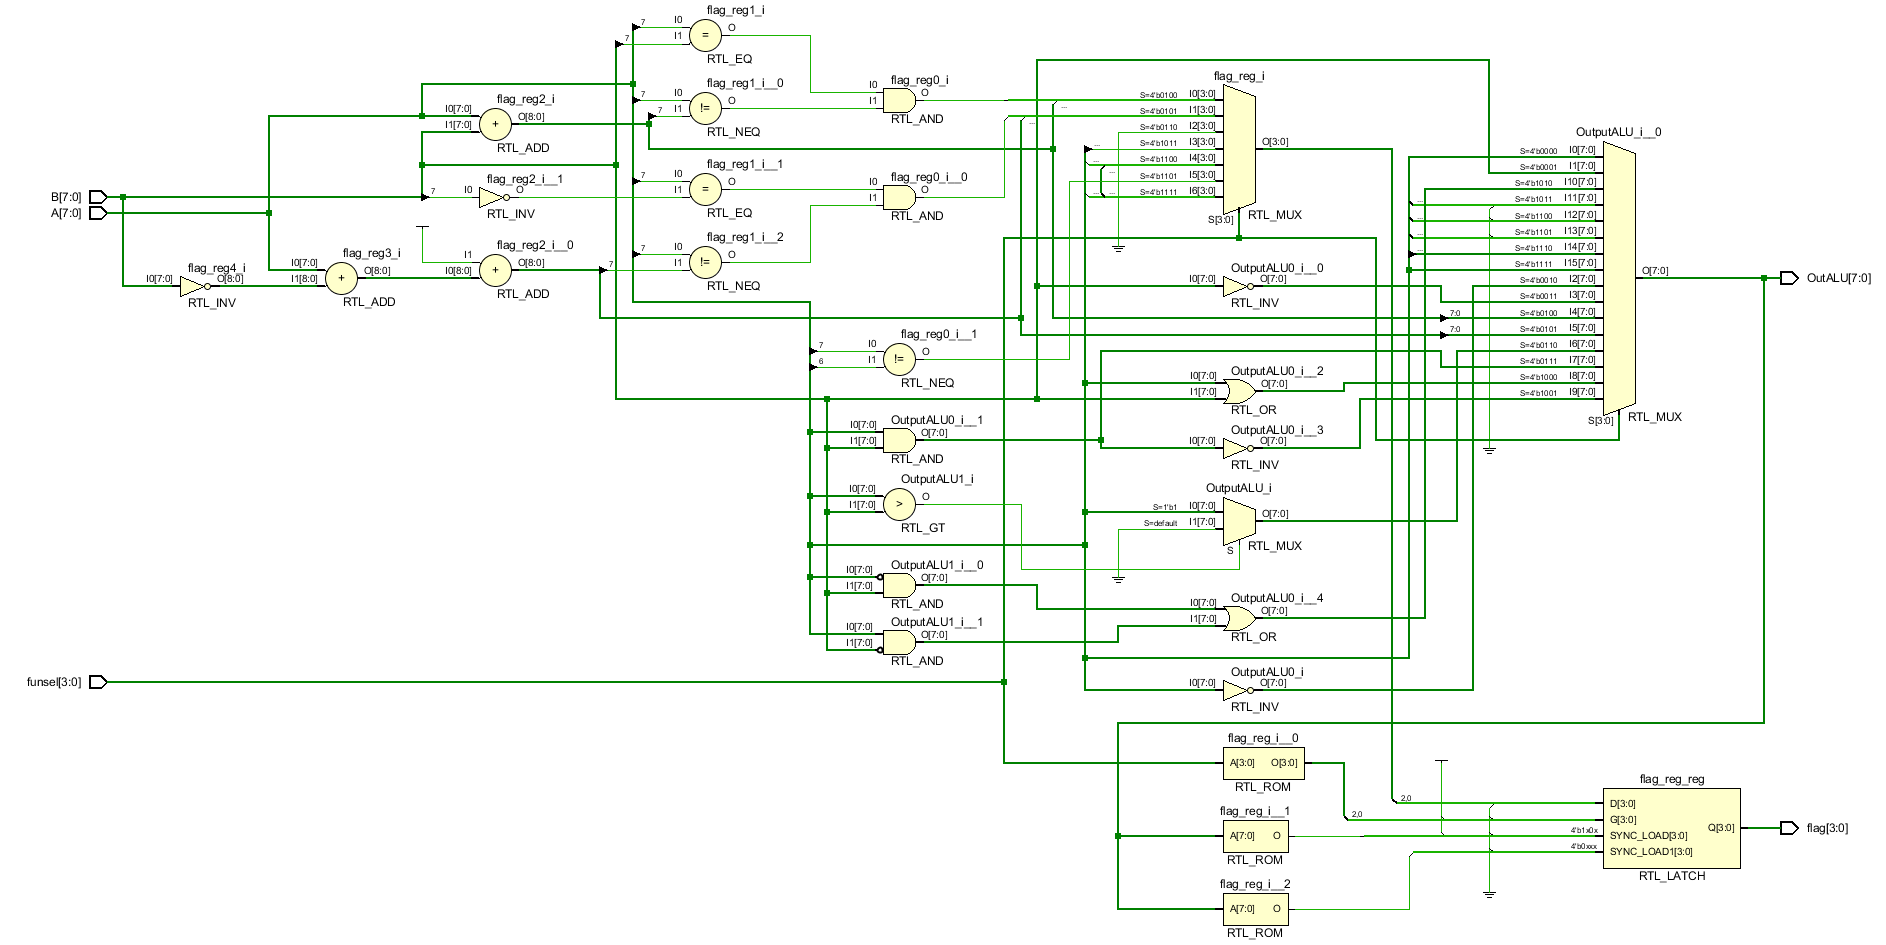 B[7:0]
A[7:0]
funsel[3:0]
I0[7:0]
flag_reg4_i
O[8:0]
RTL_INV
flag_reg3_i
I0[7:0]
I1[8:0]
O[8:0]
RTL_ADD
flag_reg2_i
I0[7:0]
I1[7:0]
O[8:0]
+
RTL_ADD
7
I0
flag_reg2_i__1
O
RTL_INV
flag_reg2_i__0
I1
I0[8:0]
O[8:0]
+
RTL_ADD
+
flag_reg1_i
7
I0
7
I1
=
O
RTL_EQ
flag_reg1_i__0
7
I0
7
I1
!=
O
RTL_NEQ
flag_reg1_i__1
7
I0
I1
=
O
RTL_EQ
flag_reg1_i__2
7
I0
7
I1
!=
O
RTL_NEQ
flag_reg0_i
I0
I1
O
RTL_AND
flag_reg0_i__0
I0
I1
O
RTL_AND
flag_reg0_i__1
7
I0
6
I1
!=
O
RTL_NEQ
OutputALU0_i__1
I0[7:0]
I1[7:0]
O[7:0]
RTL_AND
OutputALU1_i
I0[7:0]
I1[7:0]
>
O
RTL_GT
OutputALU1_i__0
I0[7:0]
I1[7:0]
O[7:0]
RTL_AND
OutputALU1_i__1
I0[7:0]
I1[7:0]
O[7:0]
RTL_AND
flag_reg_i
S=4'b0100 I0[3:0]
...
S=4'b0101 I1[3:0]
...
S=4'b0110 I2[3:0]
... S=4'b1011 I3[3:0]
... S=4'b1100 I4[3:0]
...
S=4'b1101 I5[3:0]
... ... S=4'b1111 I6[3:0]
O[3:0]
S[3:0]
RTL_MUX
OutputALU0_i__0
I0[7:0]
O[7:0]
RTL_INV
OutputALU0_i__2
I0[7:0]
I1[7:0]
O[7:0]
RTL_OR
OutputALU0_i__3
I0[7:0]
O[7:0]
RTL_INV
OutputALU_i
S=1'b1 I0[7:0]
S=default I1[7:0]
O[7:0]
S
RTL_MUX
OutputALU0_i__4
I0[7:0]
I1[7:0]
O[7:0]
RTL_OR
OutputALU0_i
I0[7:0]
O[7:0]
RTL_INV
OutputALU_i__0
S=4'b0000 I0[7:0]
S=4'b0001 I1[7:0]
S=4'b1010 I10[7:0]
... S=4'b1011 I11[7:0]
... S=4'b1100 I12[7:0]
... S=4'b1101 I13[7:0]
... S=4'b1110 I14[7:0]
S=4'b1111 I15[7:0]
S=4'b0010 I2[7:0]
S=4'b0011 I3[7:0]
7:0 S=4'b0100 I4[7:0]
7:0 S=4'b0101 I5[7:0]
S=4'b0110 I6[7:0]
S=4'b0111 I7[7:0]
S=4'b1000 I8[7:0]
S=4'b1001 I9[7:0]
O[7:0]
S[3:0]
RTL_MUX
OutALU[7:0]
flag_reg_i__0
A[3:0] O[3:0]
RTL_ROM
flag_reg_i__1
A[7:0] O
RTL_ROM
flag_reg_i__2
A[7:0] O
RTL_ROM
flag_reg_reg
2,0 D[3:0]
2,0 G[3:0]
4'b1x0x SYNC_LOAD[3:0]
4'b0xxx SYNC_LOAD1[3:0]
Q[3:0]
RTL_LATCH
flag[3:0]